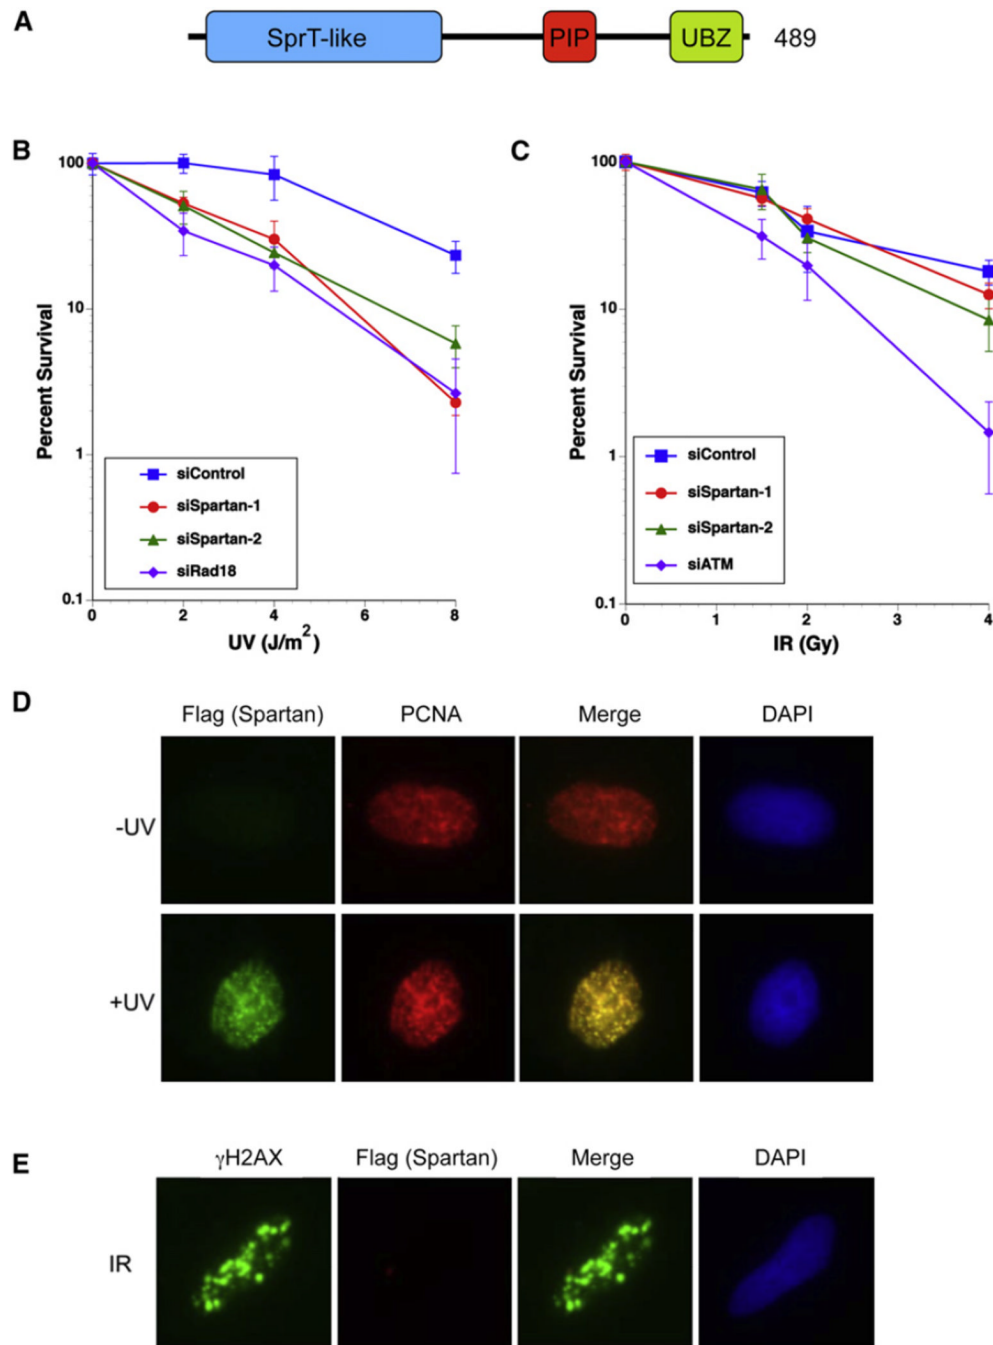 A
SprT-like PIP UBZ 489
B
100
10
1
0.1
Percent Survival
siControl
siSpartan-1
siSpartan-2
siRad18
0 2 4 6 8
UV (J/m2)
C
100
10
1
0.1
Percent Survival
siControl
siSpartan-1
siSpartan-2
siATM
0 1 2 3 4
IR (Gy)
D
Flag (Spartan) PCNA Merge DAPI
-UV
+UV
E
γH2AX Flag (Spartan) Merge DAPI
IR